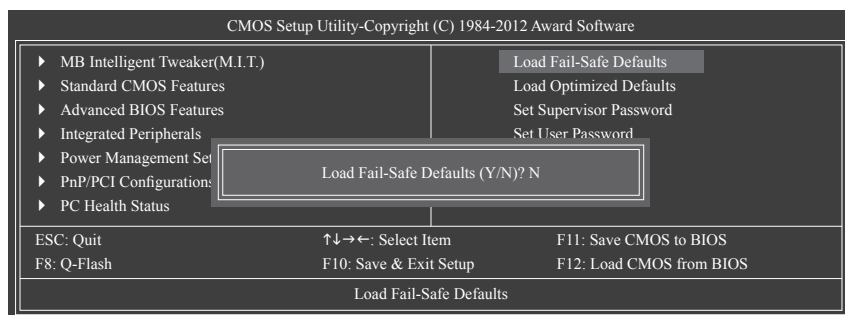 CMOS Setup Utility-Copyright (C) 1984-2012 Award Software
MB Intelligent Tweaker(M.I.T.)
Standard CMOS Features
Advanced BIOS Features
Integrated Peripherals
Power Management Set
PnP/PCI Configurations
PC Health Status
Load Fail-Safe Defaults
Load Optimized Defaults
Set Supervisor Password
Set User Password
Load Fail-Safe Defaults (Y/N)? N
ESC: Quit ↑↓→←: Select Item F11: Save CMOS to BIOS
F8: Q-Flash F10: Save & Exit Setup F12: Load CMOS from BIOS
Load Fail-Safe Defaults